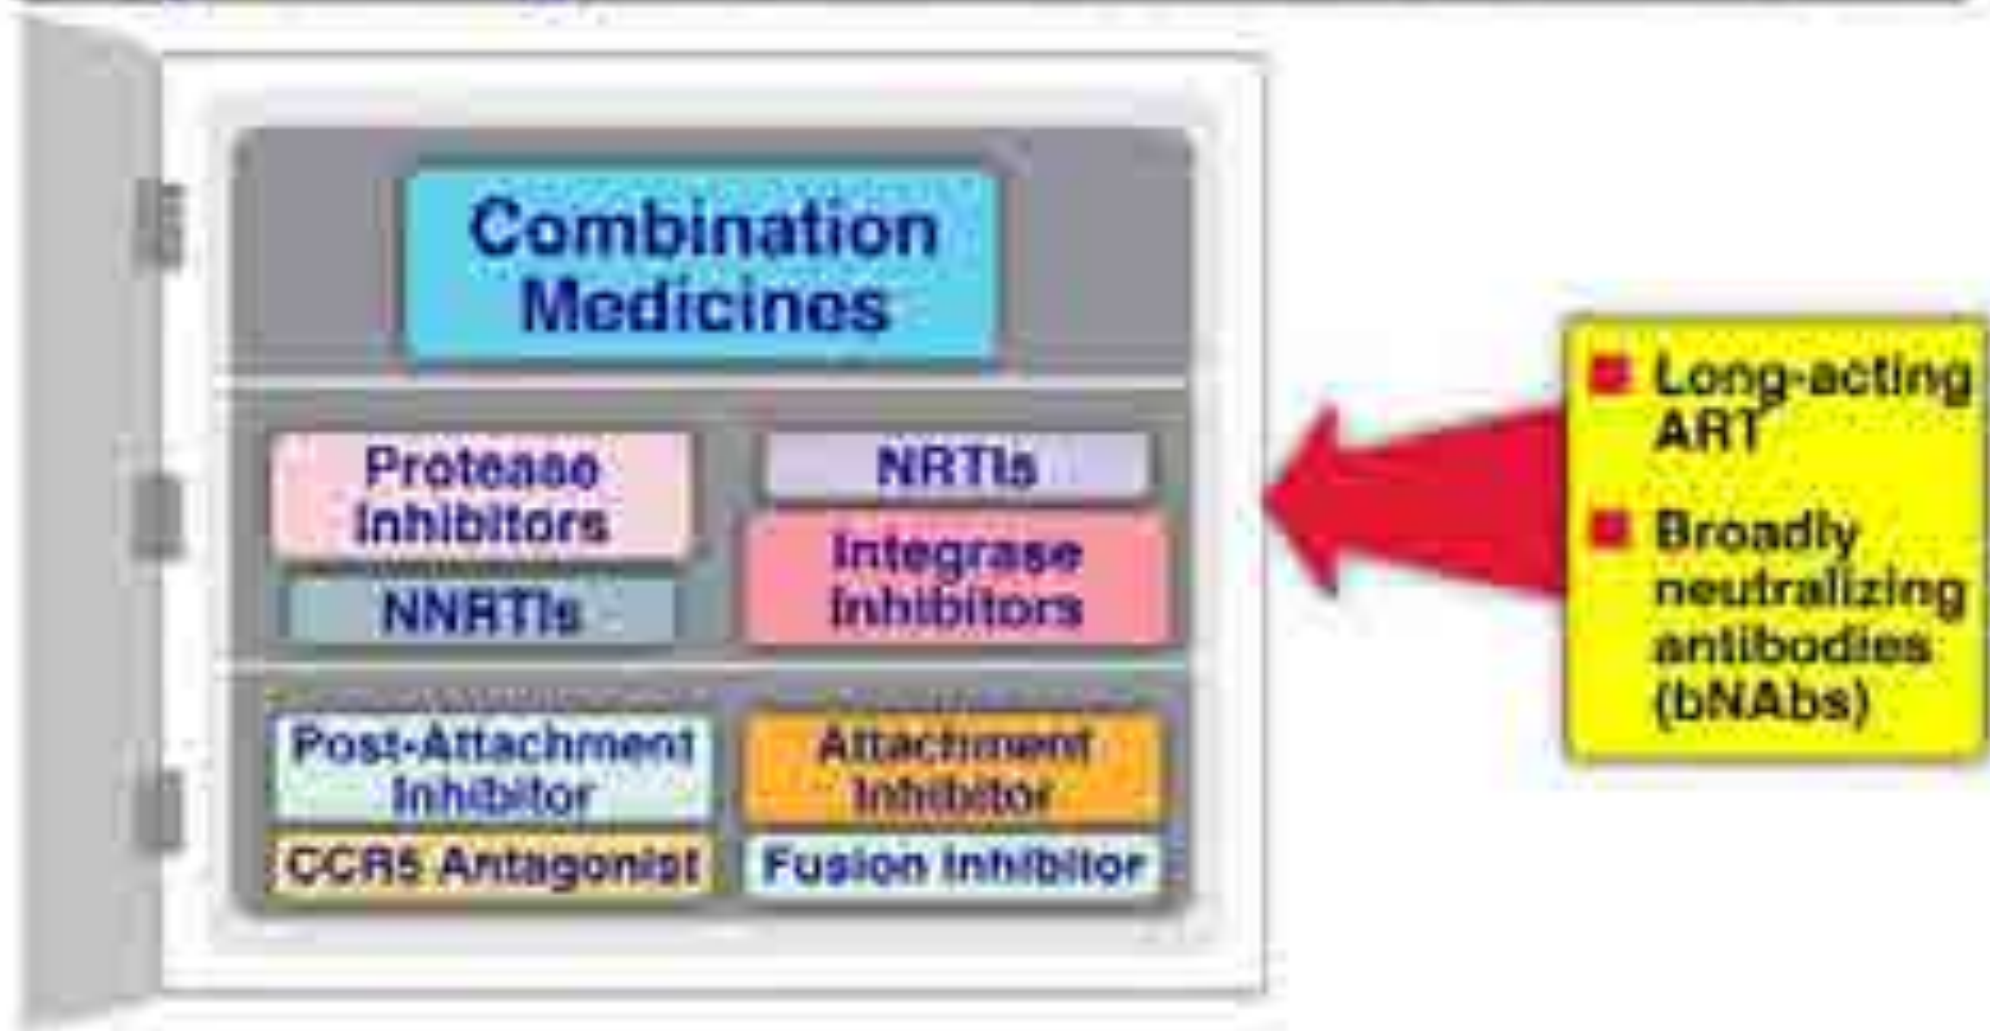 Combination
Medicines
Protease
Inhibitors
NRTIs
NNRTIs
Integrase
Inhibitors
Post-Attachment
Inhibitor
Attachment
Inhibitor
CCR5 Antagonist
Fusion Inhibitor
Long-acting
ART
Broadly
neutralizing
antibodies
(bNAbs)